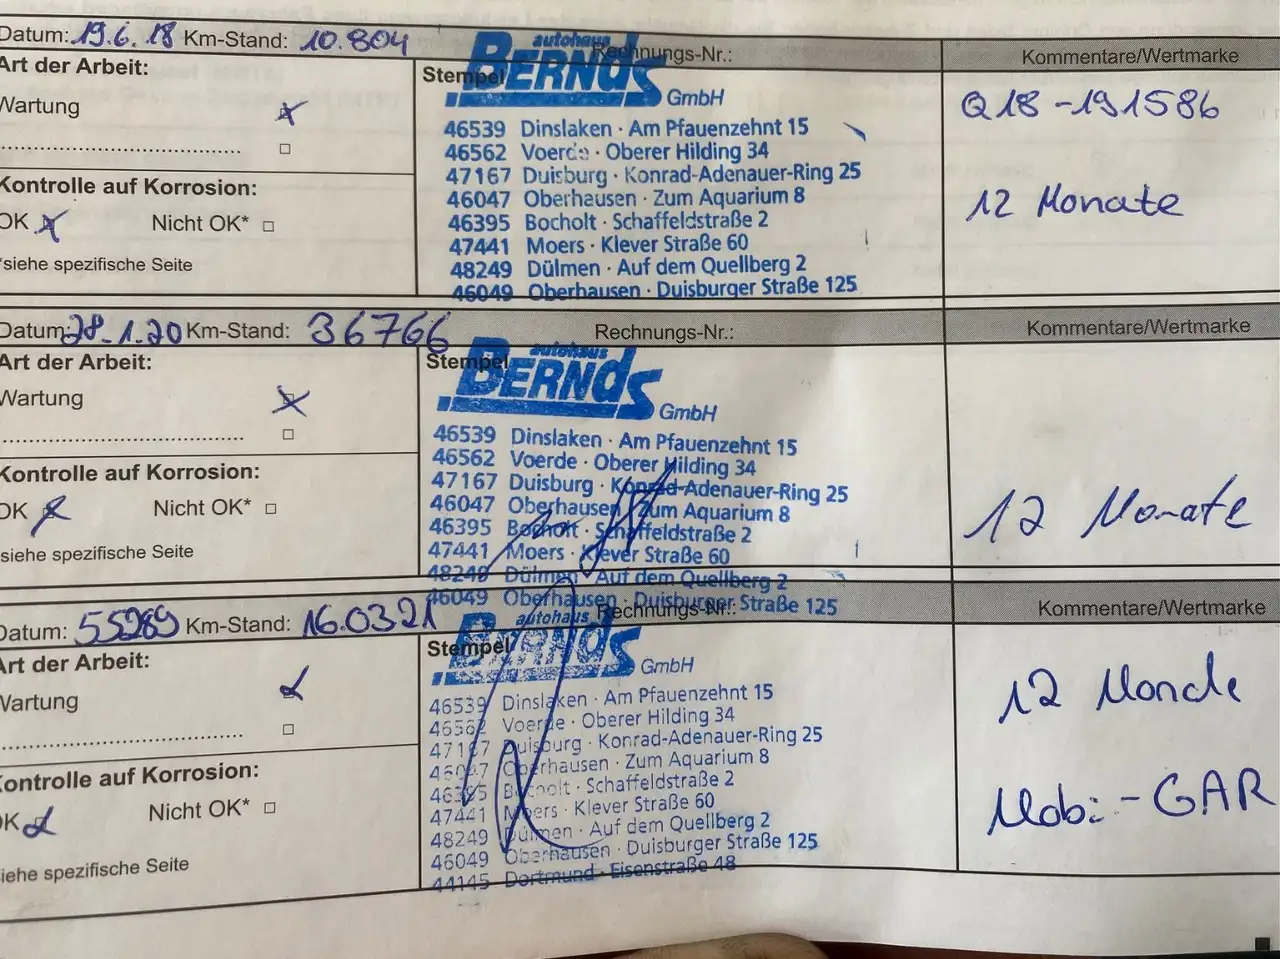 Datum: 19.6.18 Km-Stand: 10.804 Rechnungs-Nr.: Kommentare/Wertmarke
Art der Arbeit:
Wartung
Kontrolle auf Korrosion:
OK Nicht OK*
*siehe spezifische Seite
Stempel
autohaus
BERNDS
GmbH
46539 Dinslaken · Am Pfauenzehnt 15
46562 Voerde · Oberer Hilding 34
47167 Duisburg · Konrad-Adenauer-Ring 25
46047 Oberhausen · Zum Aquarium 8
46395 Bocholt · Schaffeldstraße 2
47441 Moers · Klever Straße 60
48249 Dülmen · Auf dem Quellberg 2
46049 Oberhausen · Duisburger Straße 125
Q18-191586
12 Monate
Datum: 28.1.20 Km-Stand: 36766 Rechnungs-Nr.: Kommentare/Wertmarke
Art der Arbeit:
Wartung
Kontrolle auf Korrosion:
OK Nicht OK*
siehe spezifische Seite
Stempel
autohaus
BERNDS
GmbH
46539 Dinslaken · Am Pfauenzehnt 15
46562 Voerde · Oberer Hilding 34
47167 Duisburg · Konrad-Adenauer-Ring 25
46047 Oberhausen · Zum Aquarium 8
46395 Bocholt · Schaffeldstraße 2
47441 Moers · Klever Straße 60
48249 Dülmen · Auf dem Quellberg 2
46049 Oberhausen · Duisburger Straße 125
12 Monate
Datum: 55289 Km-Stand: 16.03.21 Rechnungs-Nr.: Kommentare/Wertmarke
Art der Arbeit:
Wartung
Kontrolle auf Korrosion:
OK Nicht OK*
siehe spezifische Seite
Stempel
autohaus
BERNDS
GmbH
46539 Dinslaken · Am Pfauenzehnt 15
46562 Voerde · Oberer Hilding 34
47167 Duisburg · Konrad-Adenauer-Ring 25
46047 Oberhausen · Zum Aquarium 8
46395 Bocholt · Schaffeldstraße 2
47441 Moers · Klever Straße 60
48249 Dülmen · Auf dem Quellberg 2
46049 Oberhausen · Duisburger Straße 125
44145 Dortmund · Eisenstraße 48
12
Mobi-GAR